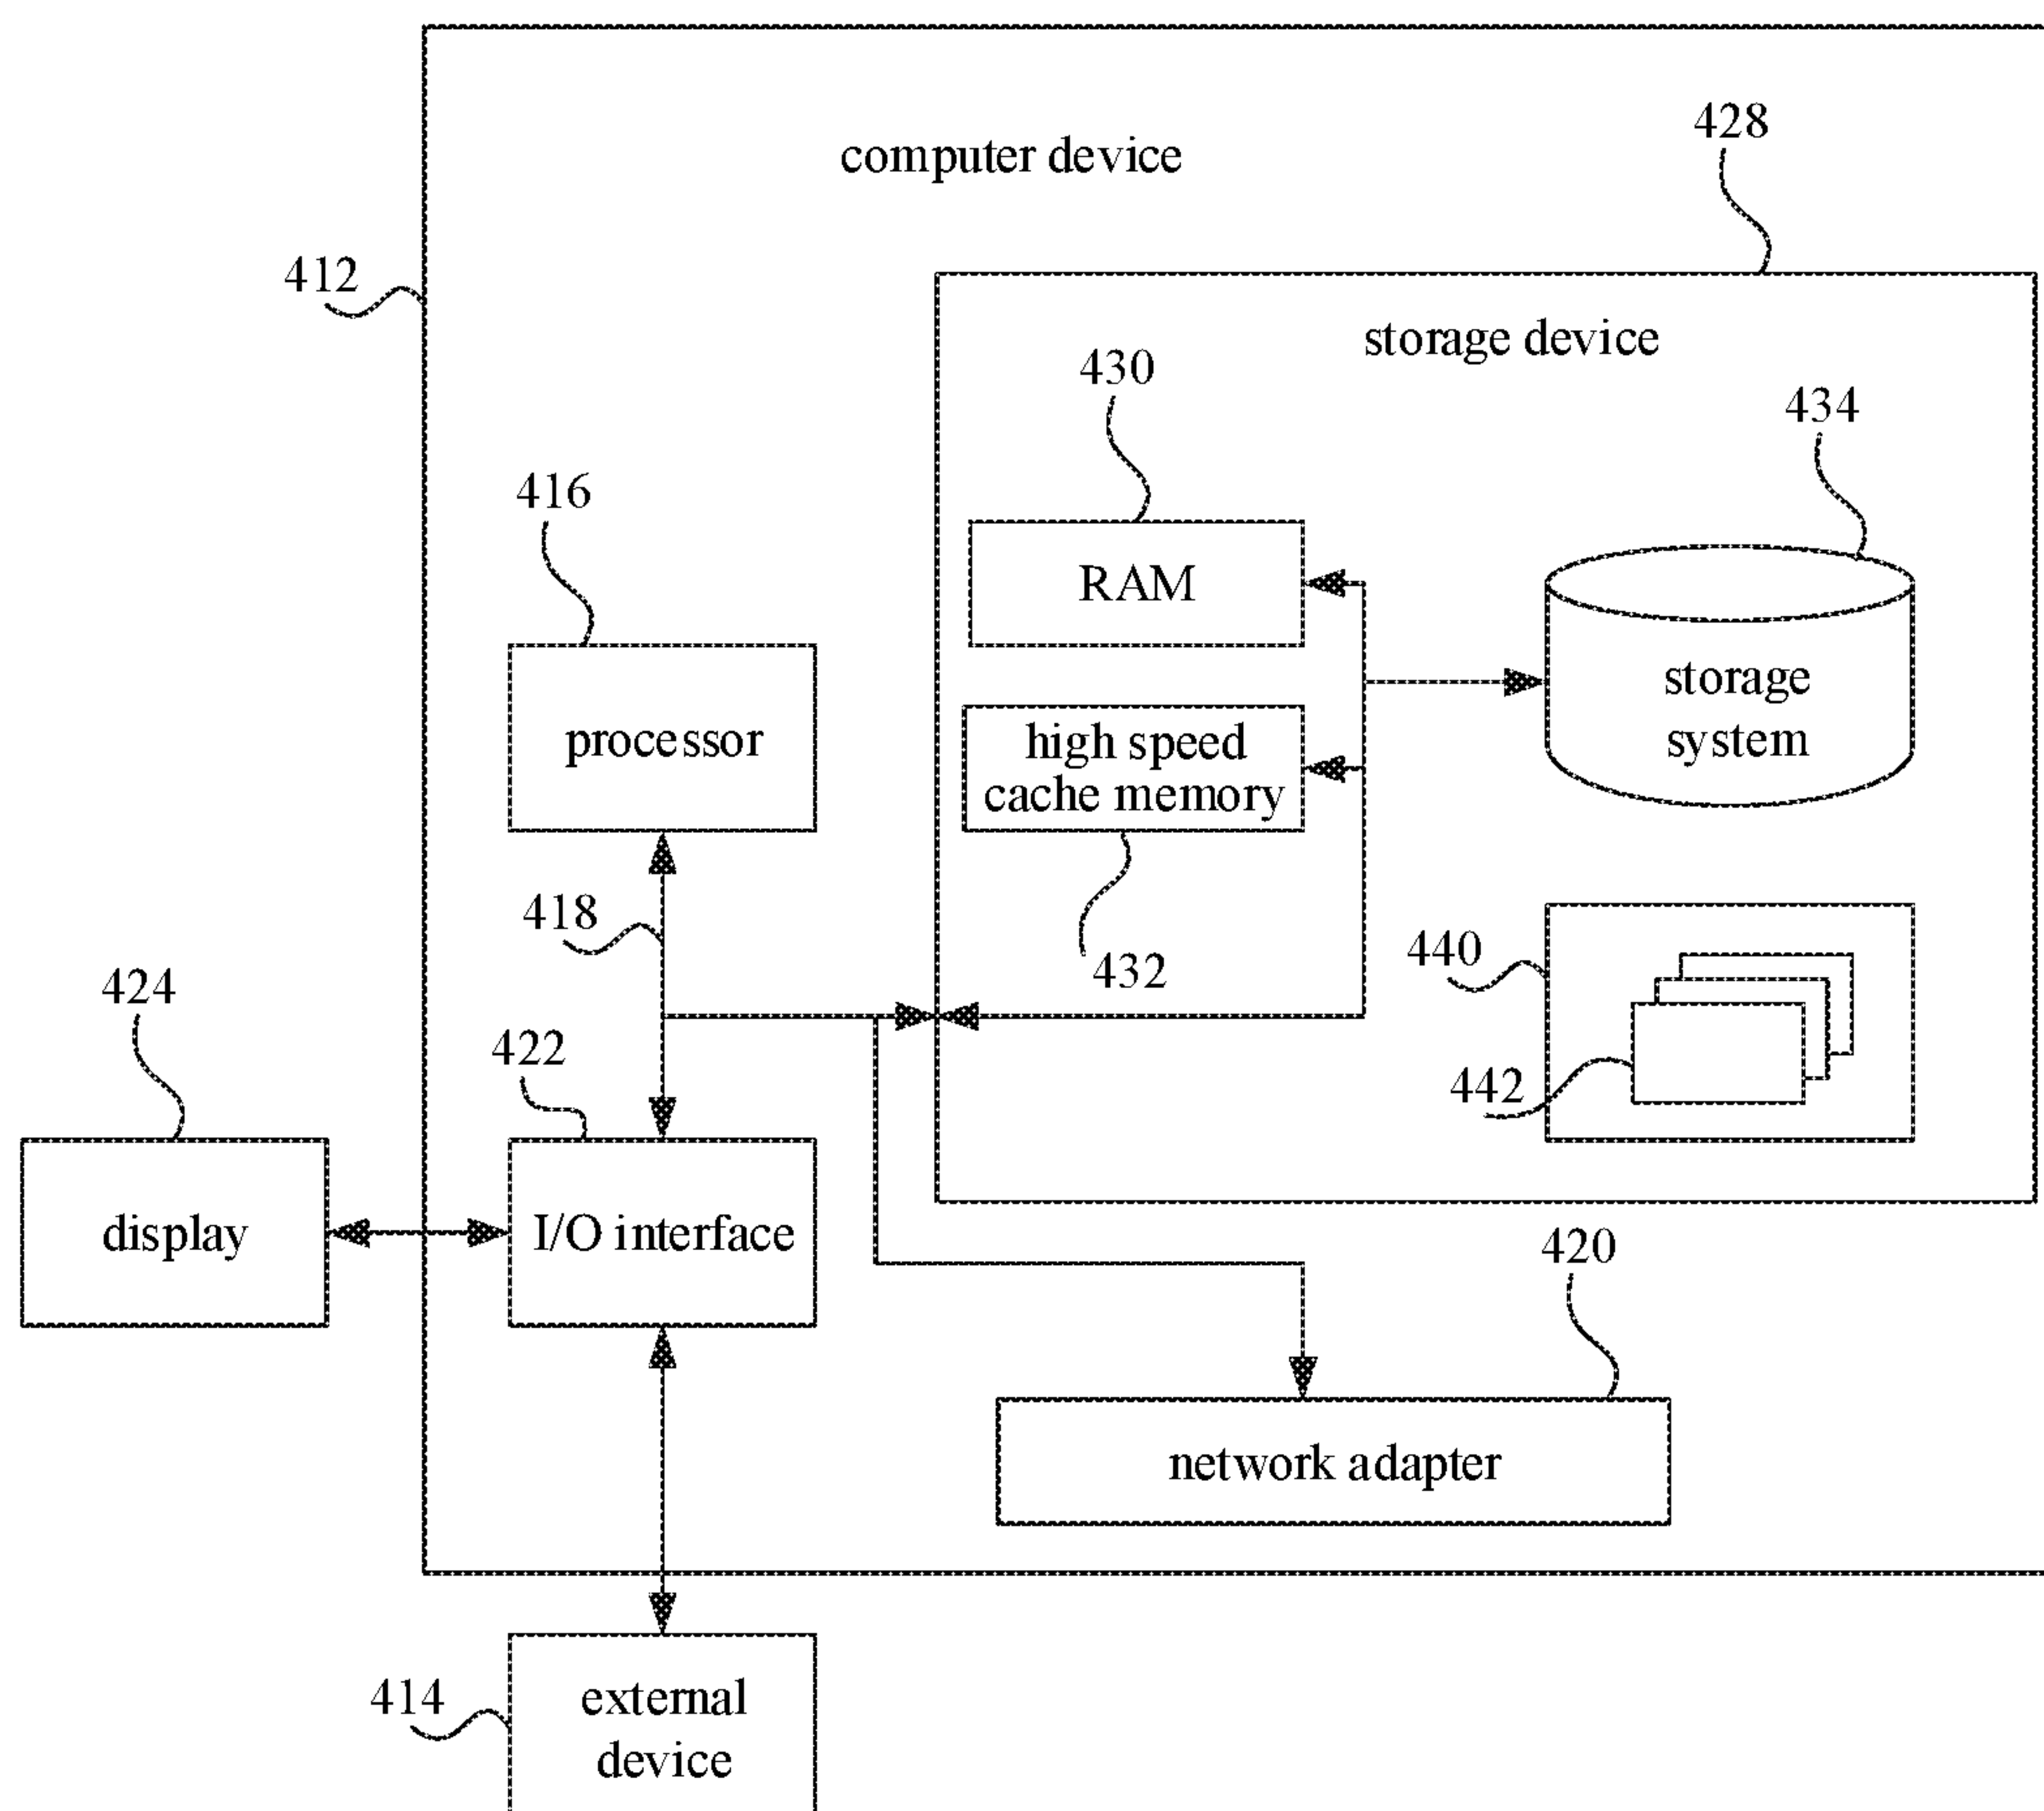 computer device
428
412
storage device
430
434
416
RAM
storage
system
processor
high speed
cache memory
418
432
440
424
422
442
display
I/O interface
420
network adapter
414
external
device